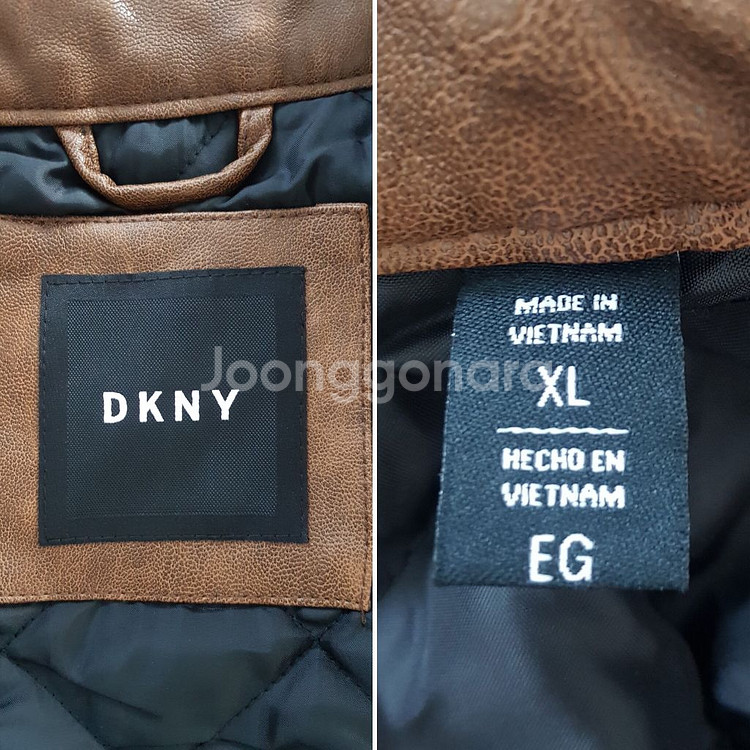 DKNY
Joonggonara
MADE IN
VIETNAM
XL
HECHO EN
VIETNAM
EG